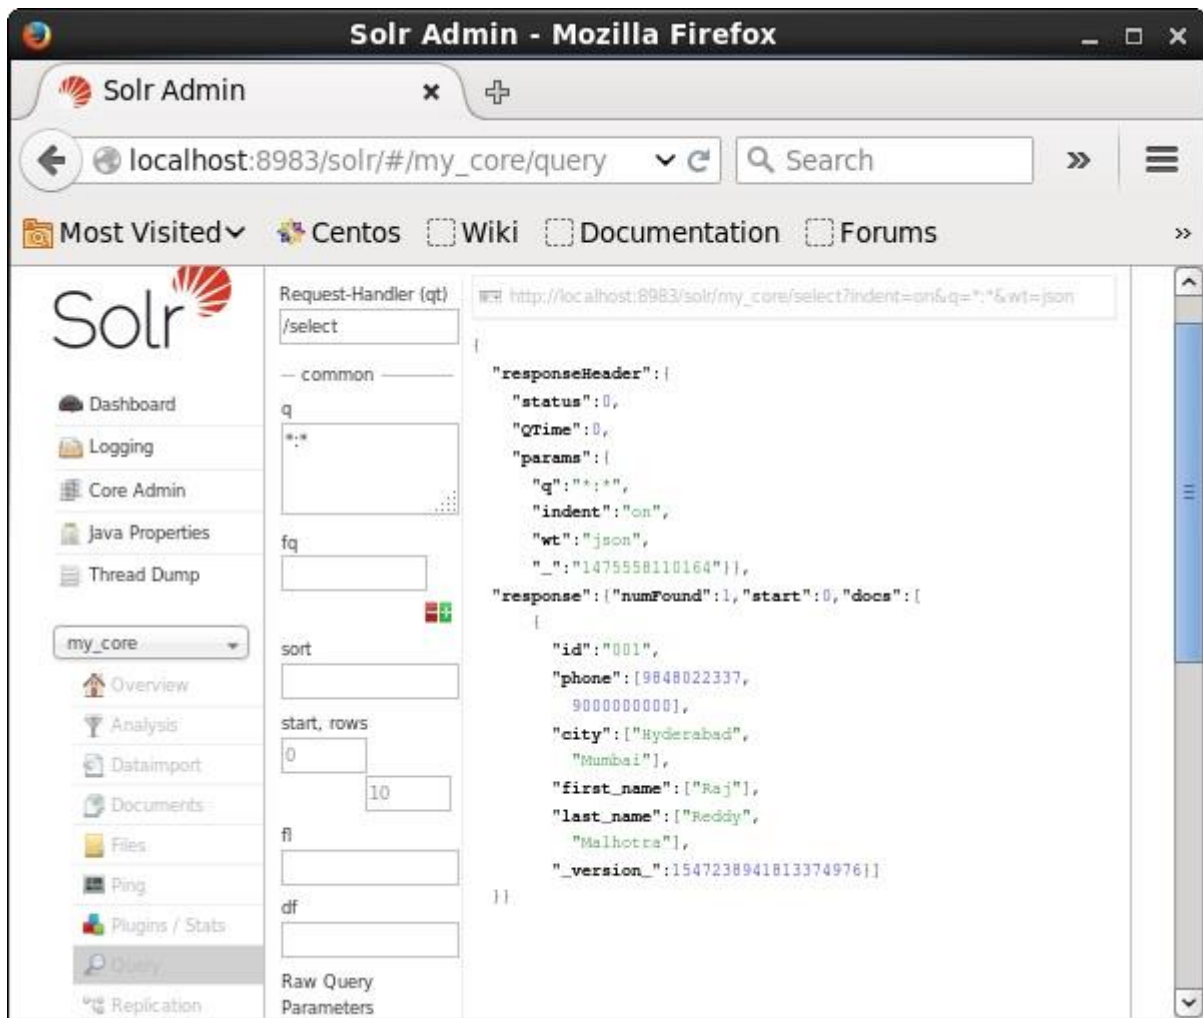 Solr Admin - Mozilla Firefox
Solr Admin
localhost:8983/solr/#/my_core/query
Search
Most Visited
Centos
Wiki
Documentation
Forums
Solr
Dashboard
Logging
Core Admin
Java Properties
Thread Dump
my_core
Overview
Analysis
Dataimport
Documents
Files
Ping
Plugins / Stats
Query
Replication
Request-Handler (qt)
/select
common
q
*:*
fq
sort
start, rows
0
10
fl
df
Raw Query
Parameters
http://localhost:8983/solr/my_core/select?indent=on&q=*:*&wt=json
{
"responseHeader":{
"status":0,
"QTime":0,
"params":{
"q":"*:*",
"indent":"on",
"wt":"json",
"_":"1475558110164"}},
"response":{"numFound":1,"start":0,"docs":[
{
"id":"001",
"phone":[9848022337,
9000000000],
"city":["Hyderabad",
"Mumbai"],
"first_name":["Raj"],
"last_name":["Reddy",
"Malhotra"],
"_version_":1547238941813374976}]
}}